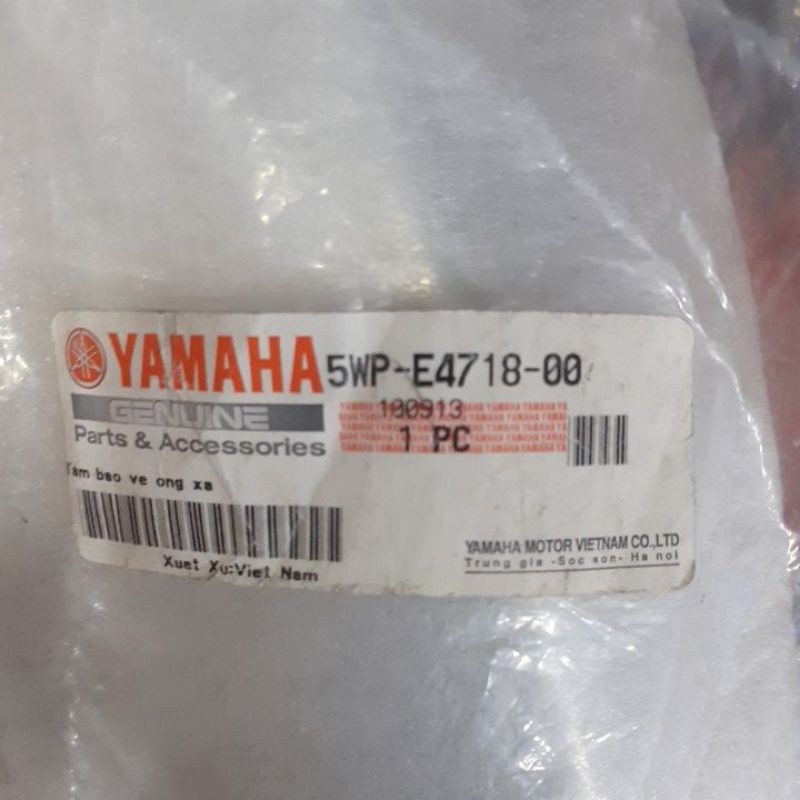 YAMAHA 5WP-E4718-00
GENUINE
Parts & Accessories
100913
1 PC
Tam bao ve ong xa
Xuat Xu:Viet Nam
YAMAHA MOTOR VIETNAM CO.,LTD
Trung gia -Soc son- Ha noi